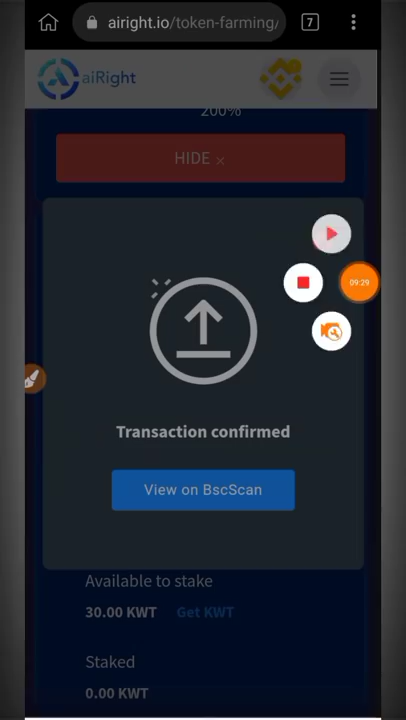 airight.io/token-farming/
7
aiRight
200%
HIDE ×
09:29
Transaction confirmed
View on BscScan
Available to stake
30.00 KWT Get KWT
Staked
0.00 KWT